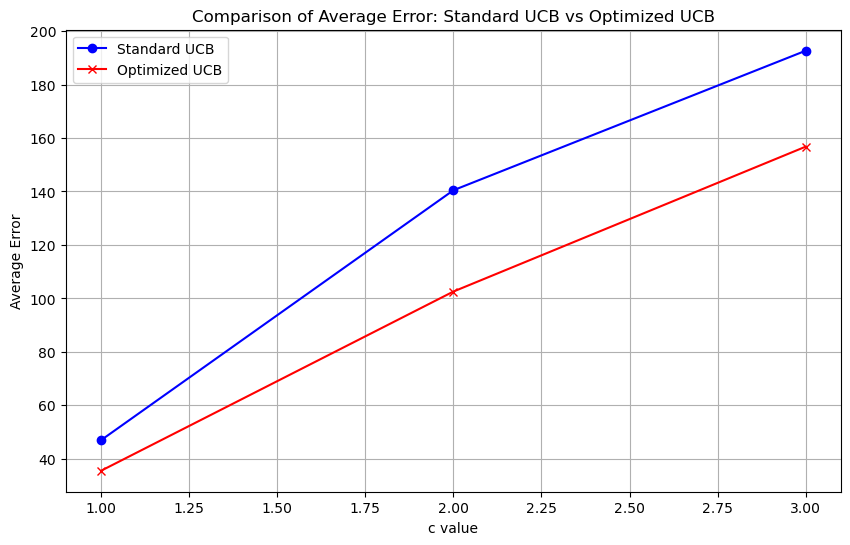 Comparison of Average Error: Standard UCB vs Optimized UCB
Standard UCB
Optimized UCB
Average Error
200
180
160
140
120
100
80
60
40
1.00 1.25 1.50 1.75 2.00 2.25 2.50 2.75 3.00
c value